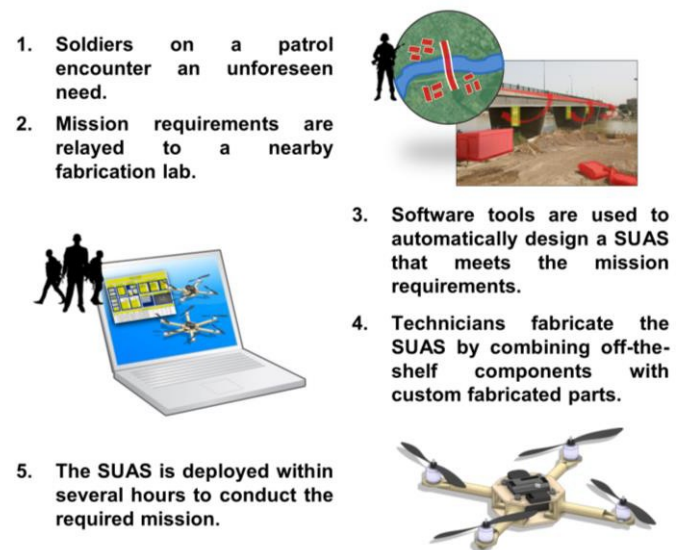 1. Soldiers on a patrol
encounter an unforeseen
need.
2. Mission requirements are
relayed to a nearby
fabrication lab.
3. Software tools are used to
automatically design a SUAS
that meets the mission
requirements.
4. Technicians fabricate the
SUAS by combining off-the-
shelf components with
custom fabricated parts.
5. The SUAS is deployed within
several hours to conduct the
required mission.